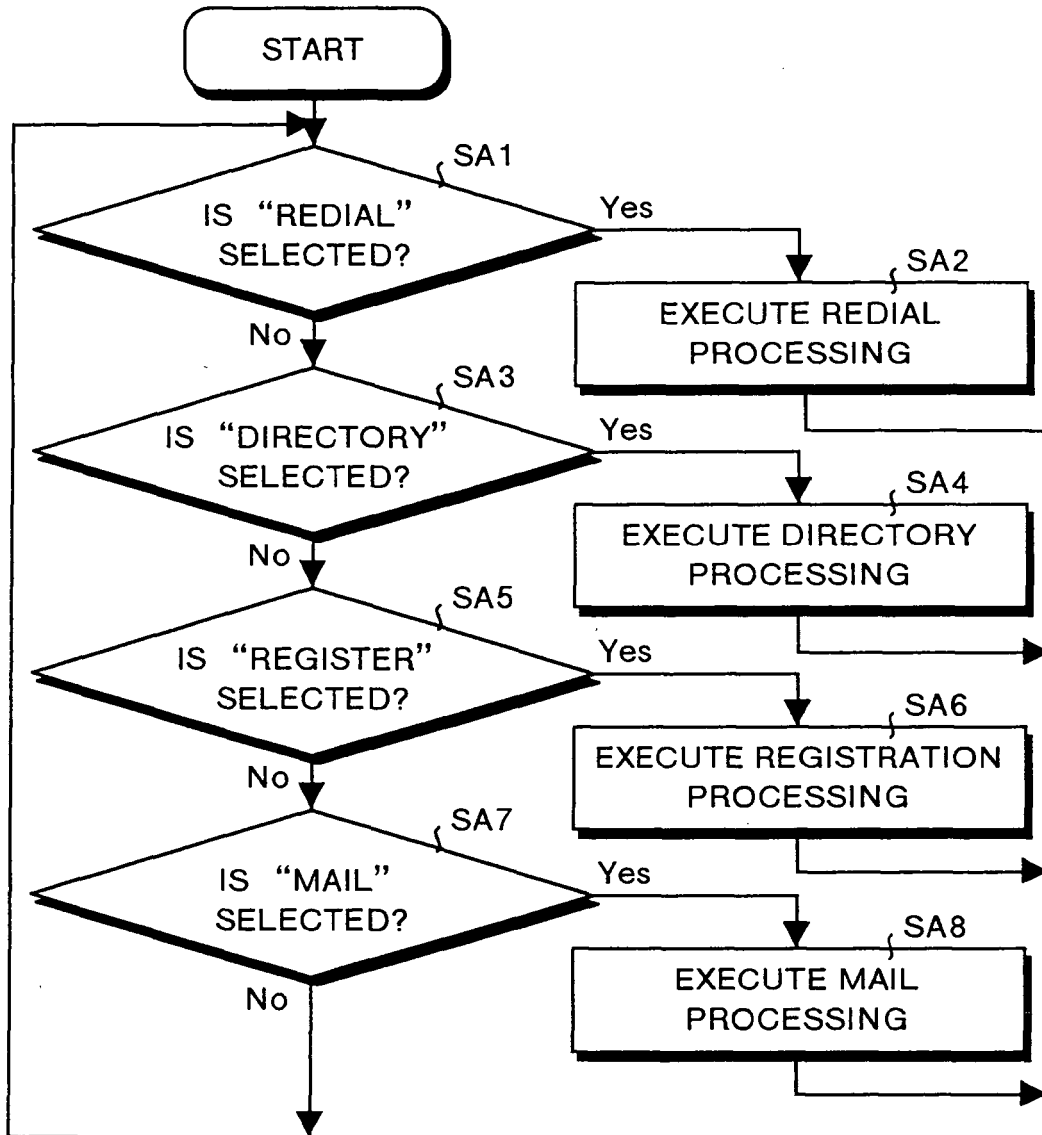 START
SA1
IS “REDIAL”
SELECTED?
Yes
SA2
EXECUTE REDIAL
PROCESSING
No
SA3
IS “DIRECTORY”
SELECTED?
Yes
SA4
EXECUTE DIRECTORY
PROCESSING
No
SA5
IS “REGISTER”
SELECTED?
Yes
SA6
EXECUTE REGISTRATION
PROCESSING
No
SA7
IS “MAIL”
SELECTED?
Yes
SA8
EXECUTE MAIL
PROCESSING
No